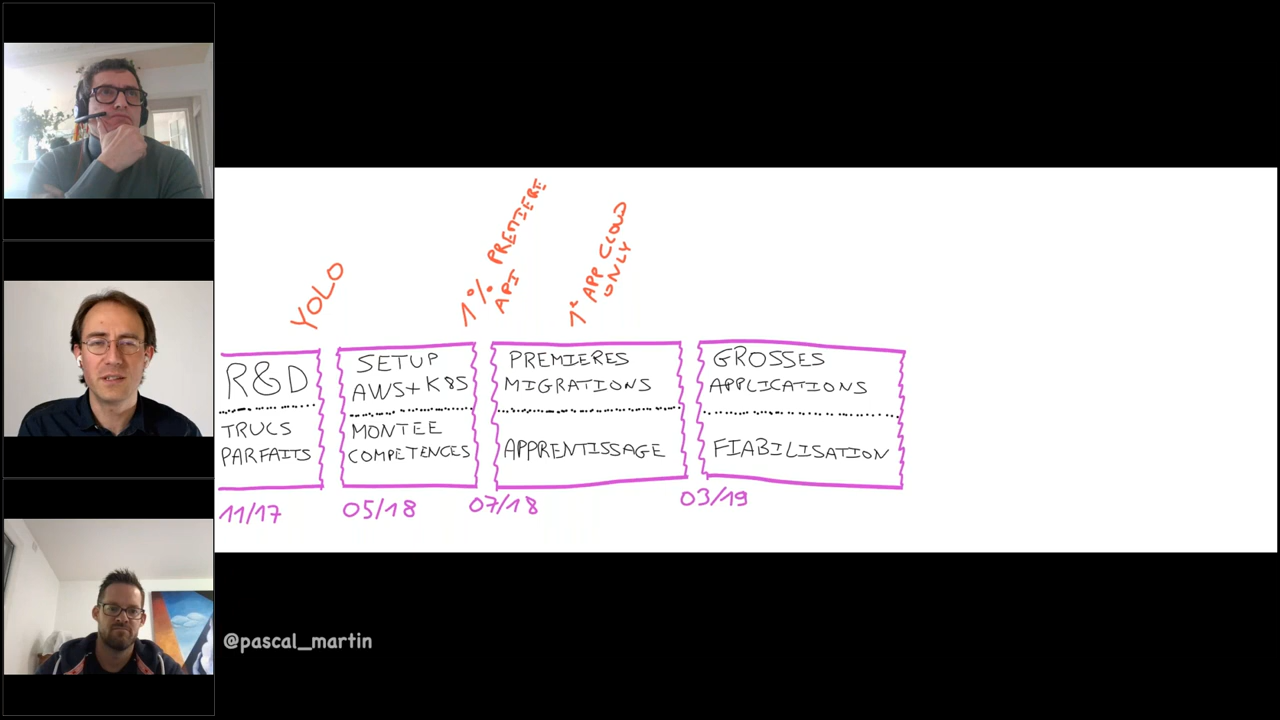 YOLO
1% PREMIERE
API
1e APP CLOUD
ONLY
R&D
TRUCS
PARFAITS
11/17
SETUP
AWS+K8S
MONTEE
COMPETENCES
05/18
PREMIERES
MIGRATIONS
APPRENTISSAGE
07/18
GROSSES
APPLICATIONS
FIABILISATION
03/19
@pascal_martin